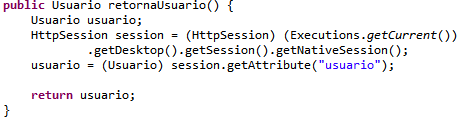 public Usuario retornaUsuario() {
    Usuario usuario;
    HttpSession session = (HttpSession) (Executions.getCurrent())
            .getDesktop().getSession().getNativeSession();
    usuario = (Usuario) session.getAttribute("usuario");

    return usuario;
}